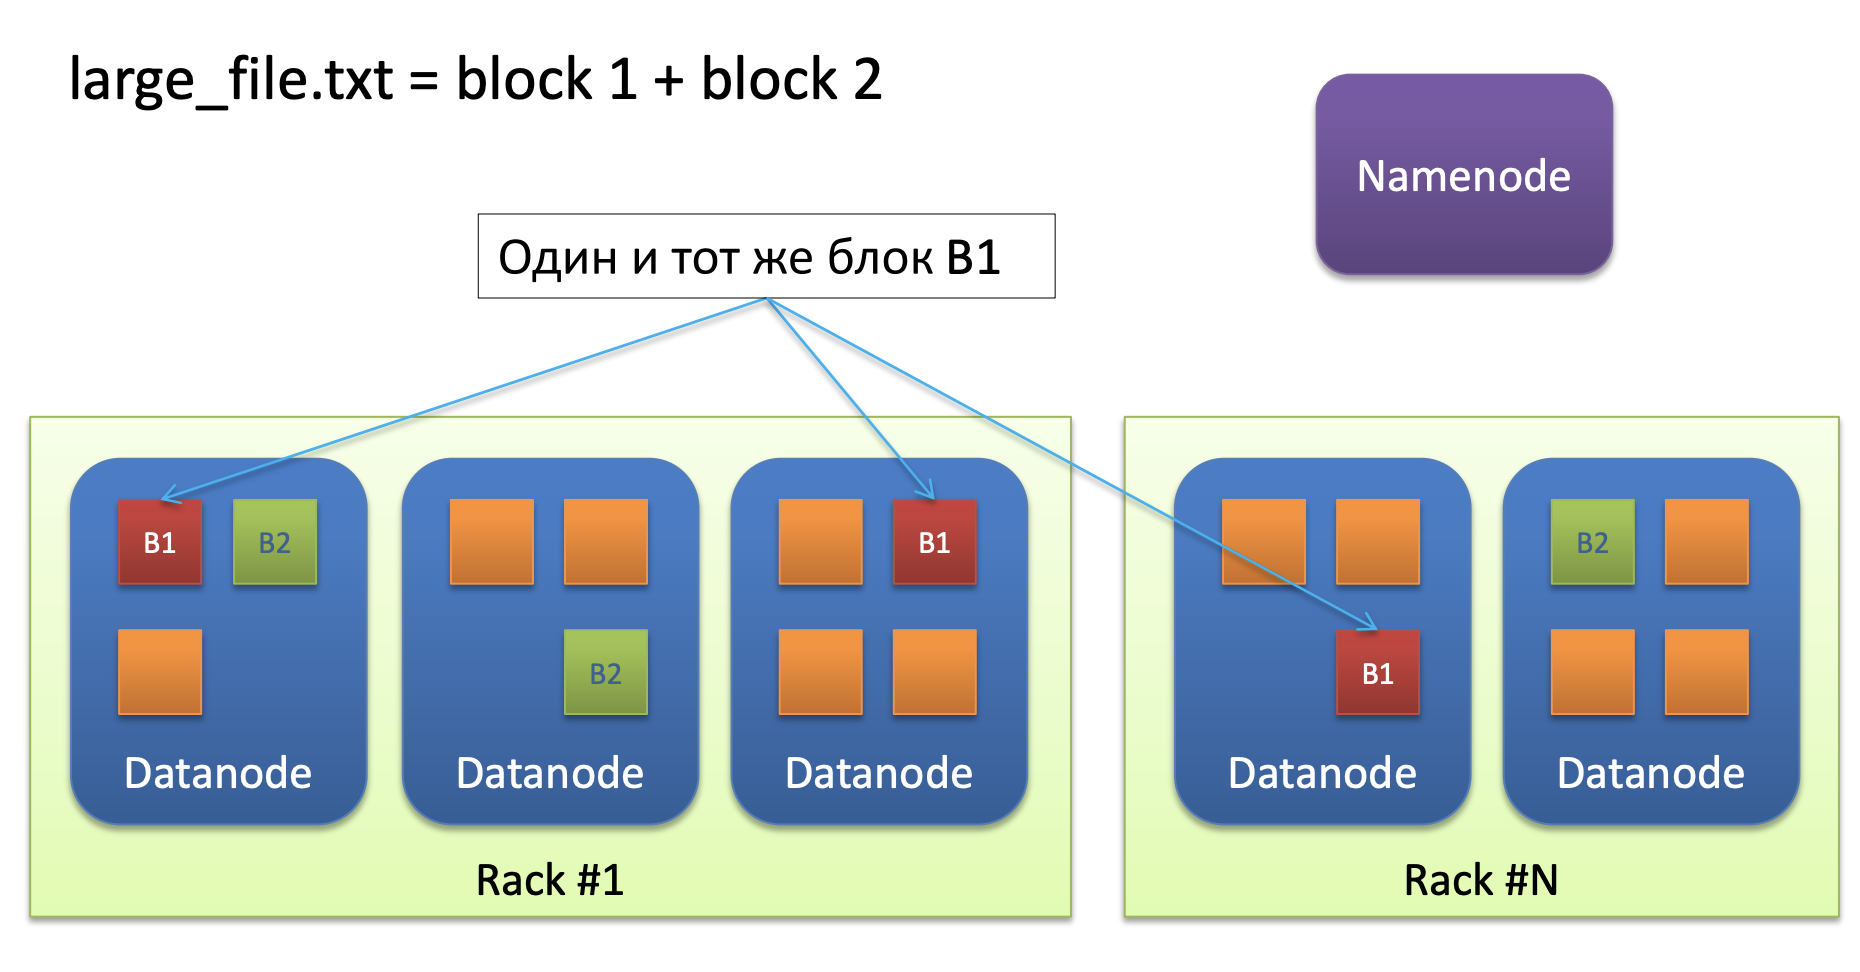 large_file.txt = block 1 + block 2
Namenode
Один и тот же блок B1
B1
B2
B1
B2
B2
B1
Datanode
Datanode
Datanode
Datanode
Datanode
Rack #1
Rack #N